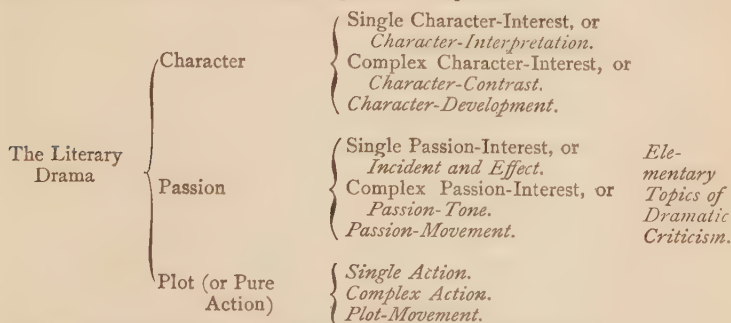 Single Character-Interest, or
Character-Interpretation.
Character
Complex Character-Interest, or
Character-Contrast.
Character-Development.
The Literary
Drama
Single Passion-Interest, or
Incident and Effect.
Passion
Complex Passion-Interest, or
Passion-Tone.
Passion-Movement.
Ele-
mentary
Topics of
Dramatic
Criticism.
Plot (or Pure
Action)
Single Action.
Complex Action.
Plot-Movement.